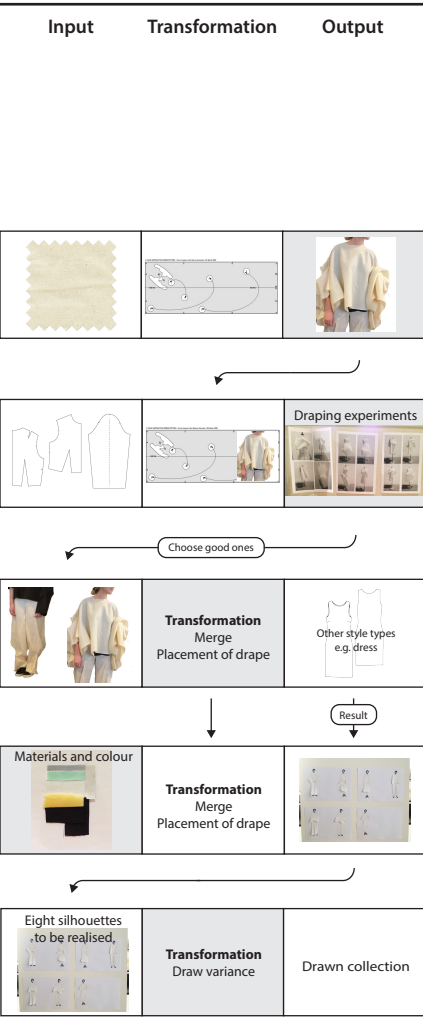 Input Transformation Output
Draping experiments
Choose good ones
Transformation
Merge
Placement of drape
Other style types
e.g. dress
Result
Materials and colour
Transformation
Merge
Placement of drape
Eight silhouettes
to be realised,
Transformation
Draw variance
Drawn collection